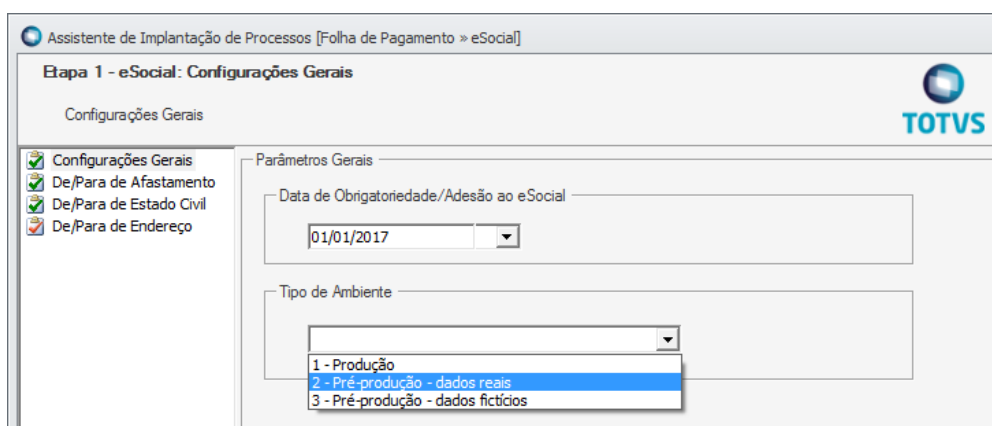 Assistente de Implantação de Processos [Folha de Pagamento » eSocial]
Etapa 1 - eSocial: Configurações Gerais
Configurações Gerais
TOTVS
Configurações Gerais
De/Para de Afastamento
De/Para de Estado Civil
De/Para de Endereço
Parâmetros Gerais
Data de Obrigatoriedade/Adesão ao eSocial
01/01/2017
Tipo de Ambiente
1 - Produção
2 - Pré-produção - dados reais
3 - Pré-produção - dados fictícios